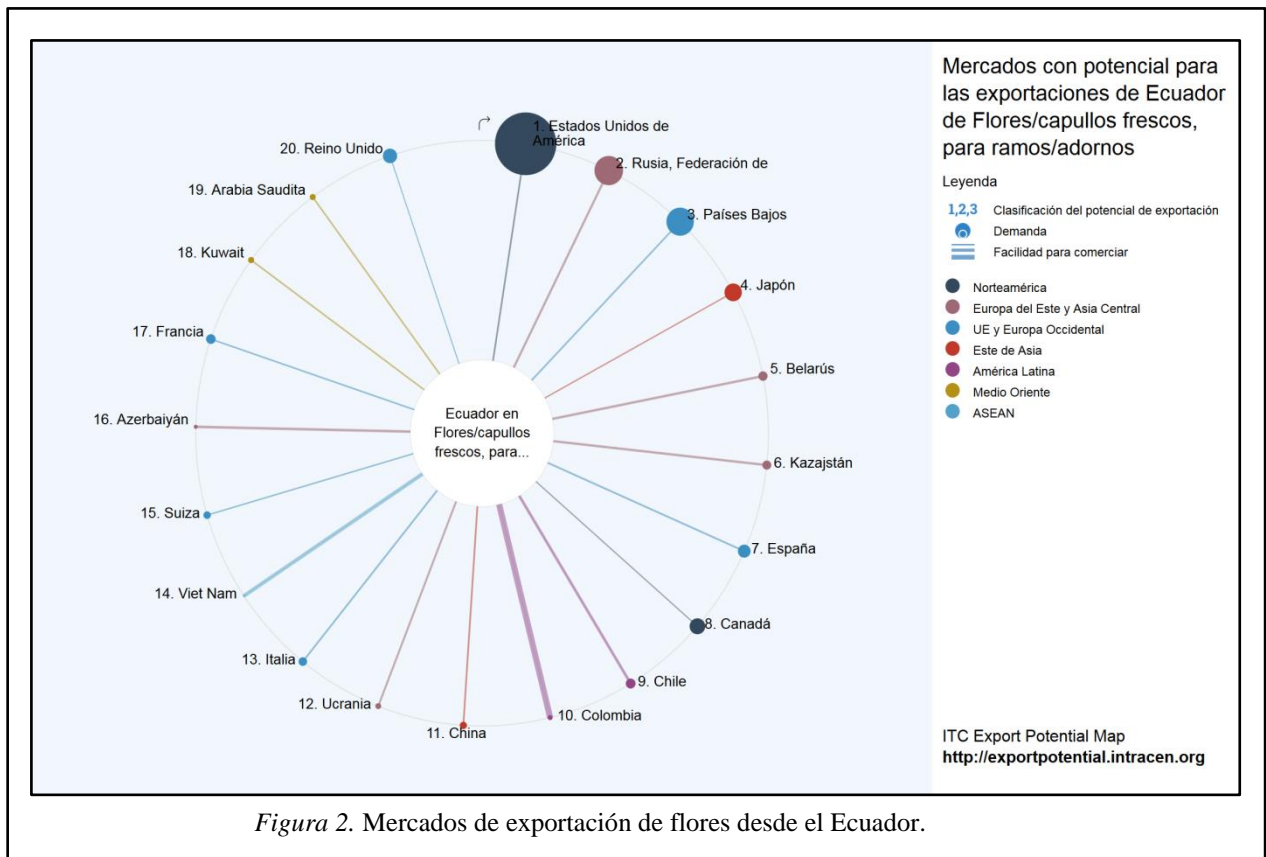 1. Estados Unidos de
América
2. Rusia, Federación de
3. Países Bajos
4. Japón
5. Belarús
6. Kazajstán
7. España
8. Canadá
9. Chile
10. Colombia
11. China
12. Ucrania
13. Italia
14. Viet Nam
15. Suiza
16. Azerbaiyán
17. Francia
18. Kuwait
19. Arabia Saudita
20. Reino Unido
Ecuador en
Flores/capullos
frescos, para...
Mercados con potencial para
las exportaciones de Ecuador
de Flores/capullos frescos,
para ramos/adornos
Leyenda
1,2,3 Clasificación del potencial de exportación
Demanda
Facilidad para comerciar
Norteamérica
Europa del Este y Asia Central
UE y Europa Occidental
Este de Asia
América Latina
Medio Oriente
ASEAN
ITC Export Potential Map
http://exportpotential.intracen.org
Figura 2. Mercados de exportación de flores desde el Ecuador.